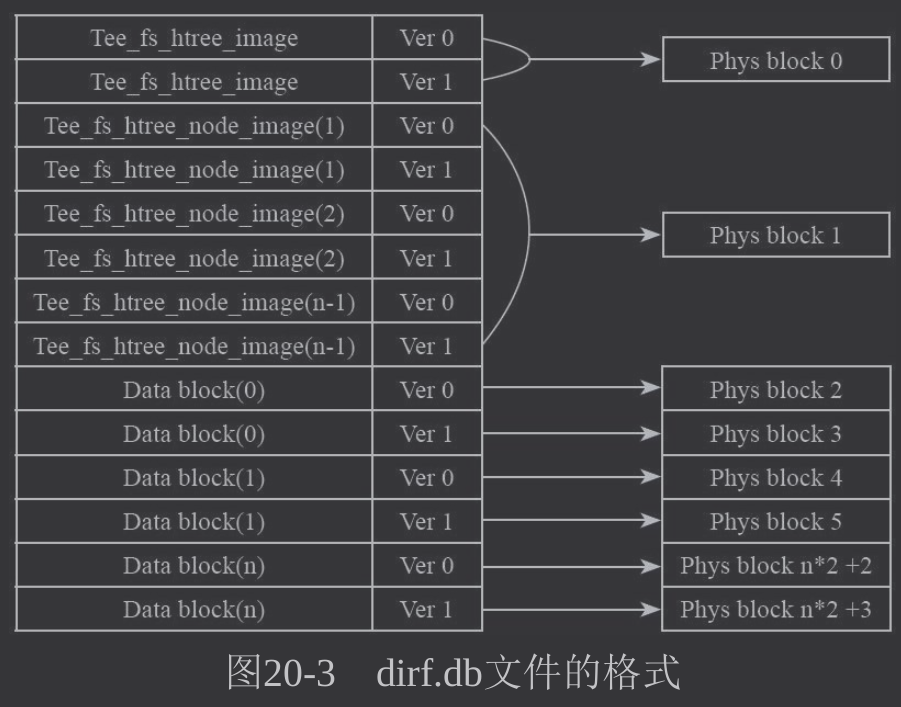 Tee_fs_htree_image Ver 0
Phys block 0
Tee_fs_htree_image Ver 1
Tee_fs_htree_node_image(1) Ver 0
Tee_fs_htree_node_image(1) Ver 1
Tee_fs_htree_node_image(2) Ver 0
Phys block 1
Tee_fs_htree_node_image(2) Ver 1
Tee_fs_htree_node_image(n-1) Ver 0
Tee_fs_htree_node_image(n-1) Ver 1
Data block(0) Ver 0 Phys block 2
Data block(0) Ver 1 Phys block 3
Data block(1) Ver 0 Phys block 4
Data block(1) Ver 1 Phys block 5
Data block(n) Ver 0 Phys block n*2 +2
Data block(n) Ver 1 Phys block n*2 +3
图20-3 dirf.db文件的格式